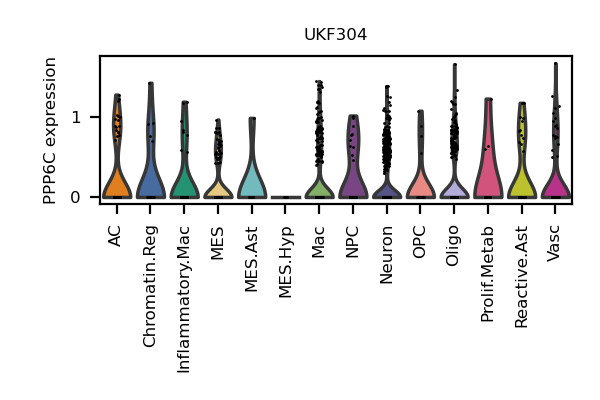 UKF304
PPP6C expression
1
0
AC
Chromatin.Reg
Inflammatory.Mac
MES
MES.Ast
MES.Hyp
Mac
NPC
Neuron
OPC
Oligo
Prolif.Metab
Reactive.Ast
Vasc